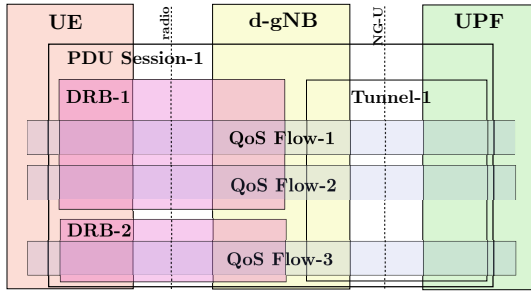 UE
radio
d-gNB
NG-U
UPF
PDU Session-1
DRB-1
Tunnel-1
QoS Flow-1
QoS Flow-2
DRB-2
QoS Flow-3